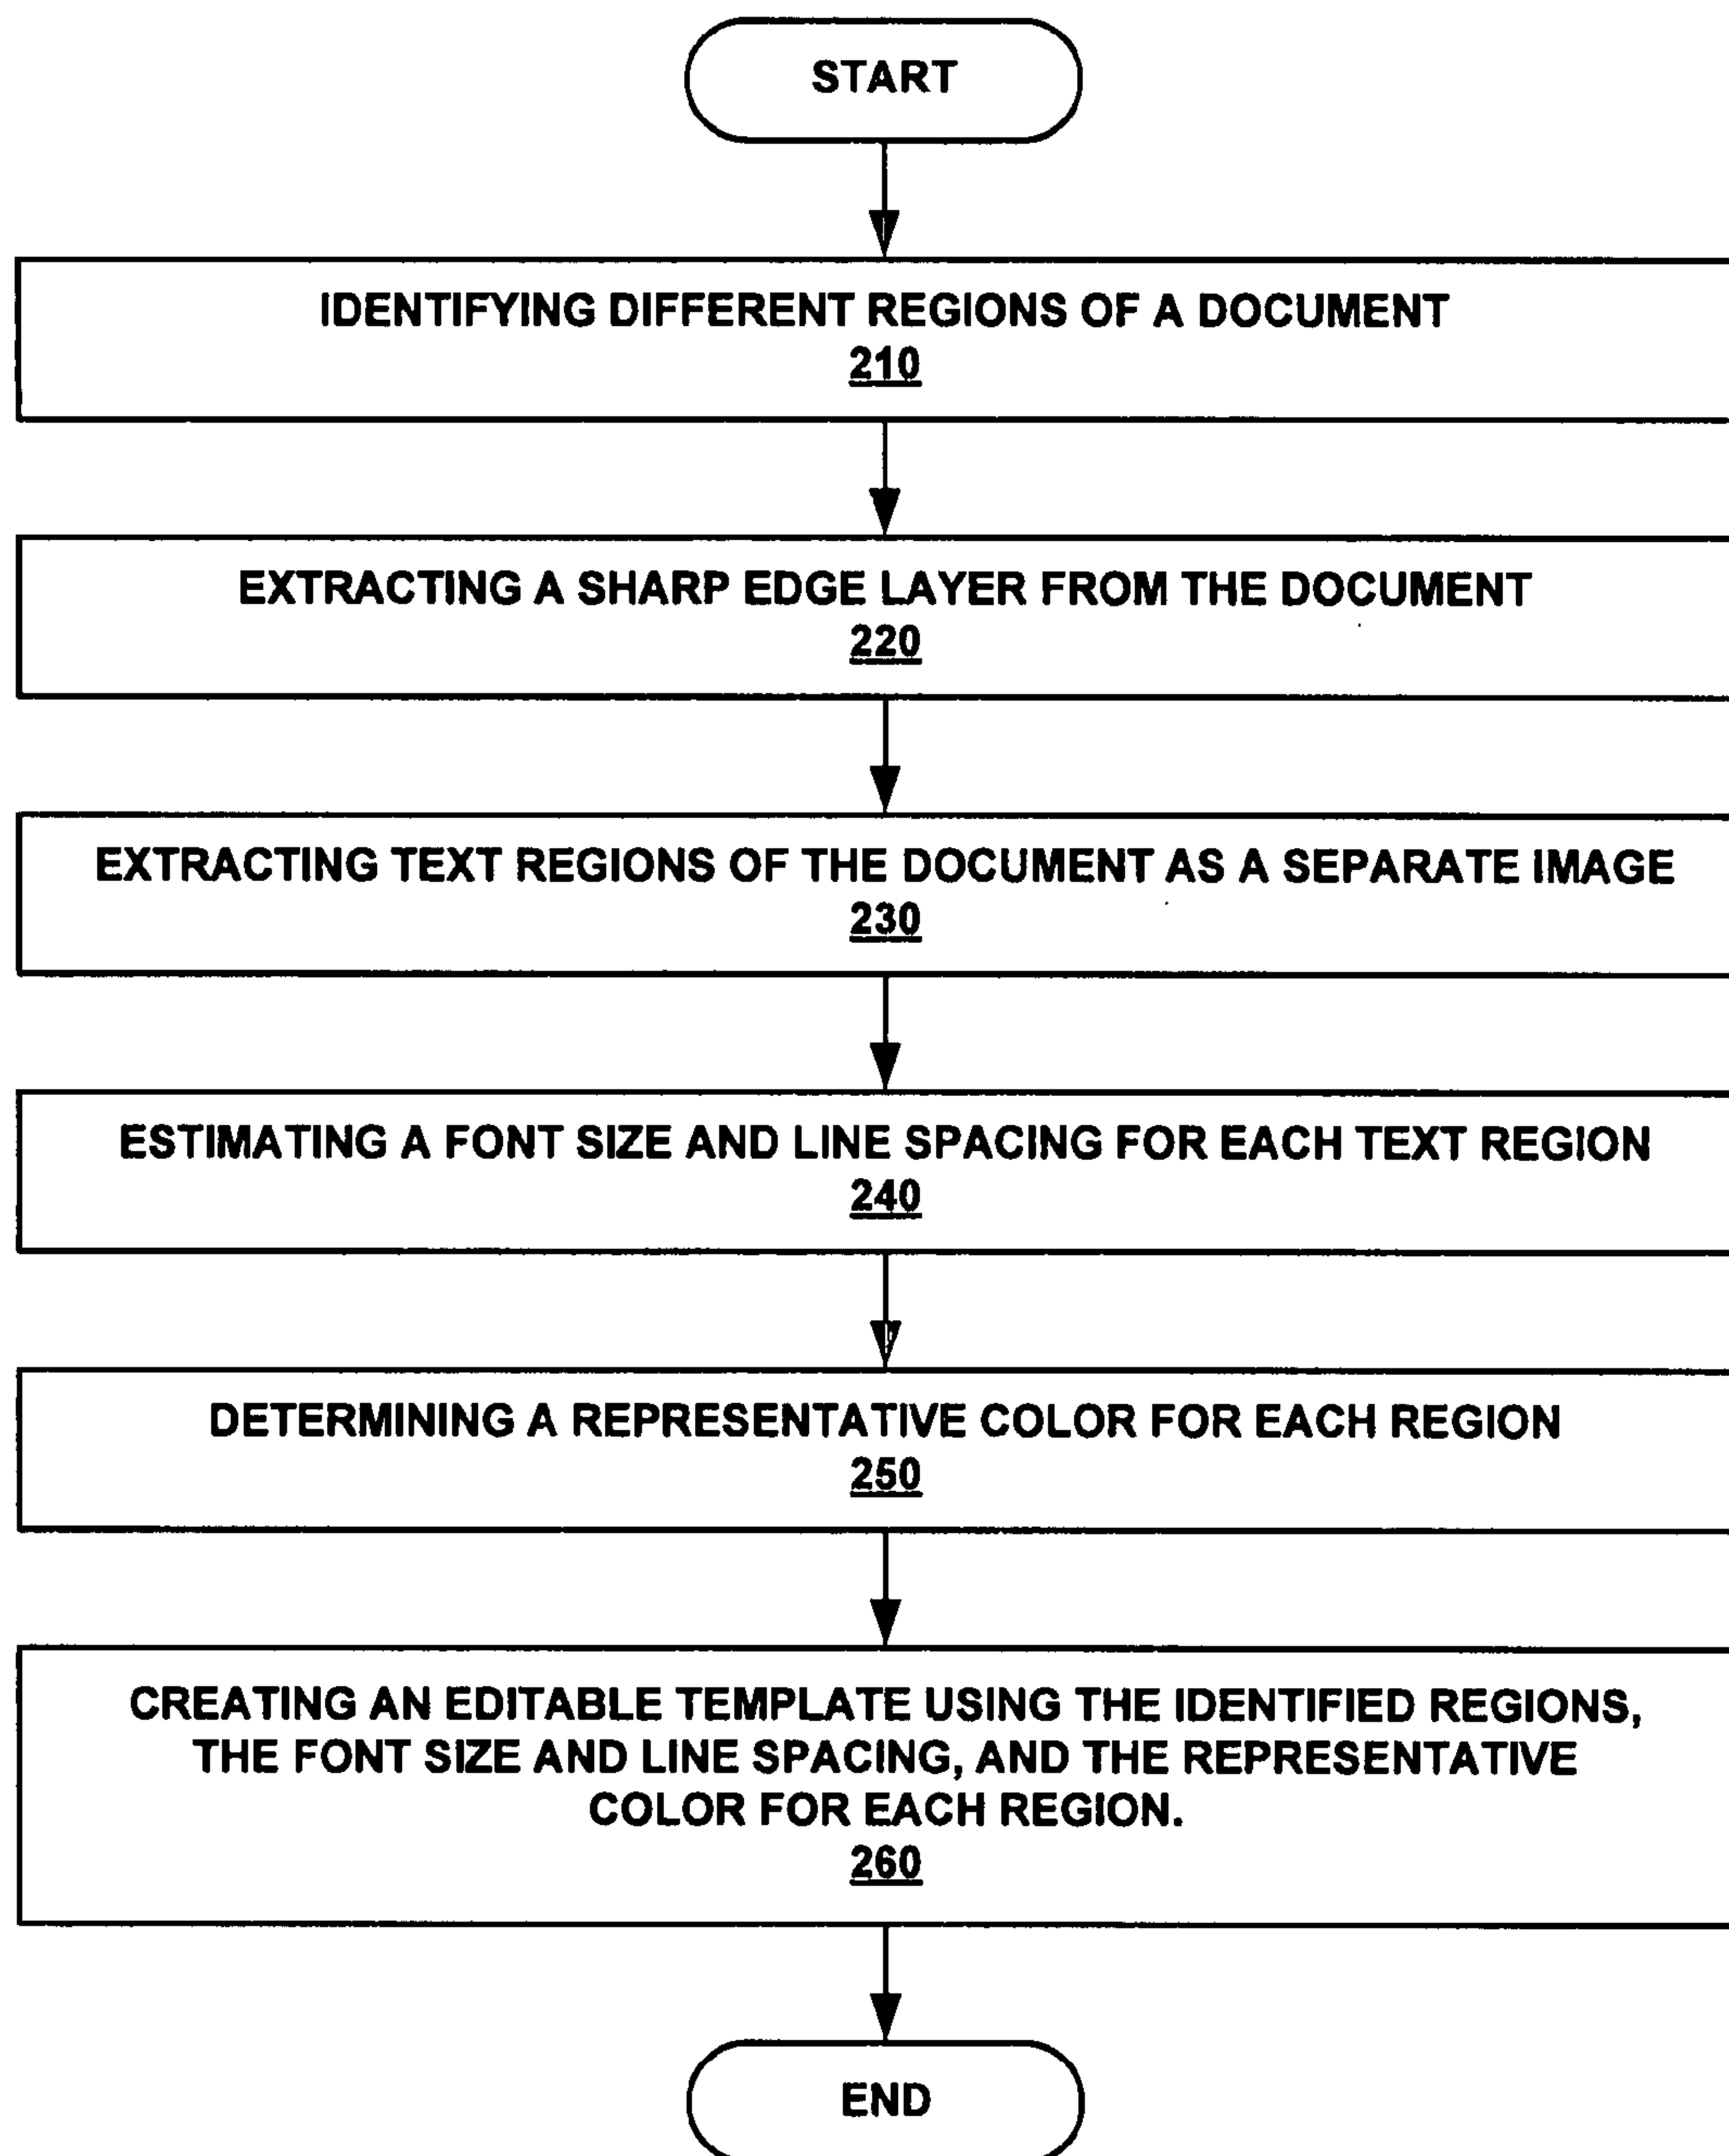 START
IDENTIFYING DIFFERENT REGIONS OF A DOCUMENT
210
EXTRACTING A SHARP EDGE LAYER FROM THE DOCUMENT
220
EXTRACTING TEXT REGIONS OF THE DOCUMENT AS A SEPARATE IMAGE
230
ESTIMATING A FONT SIZE AND LINE SPACING FOR EACH TEXT REGION
240
DETERMINING A REPRESENTATIVE COLOR FOR EACH REGION
250
CREATING AN EDITABLE TEMPLATE USING THE IDENTIFIED REGIONS,
THE FONT SIZE AND LINE SPACING, AND THE REPRESENTATIVE
COLOR FOR EACH REGION.
260
END